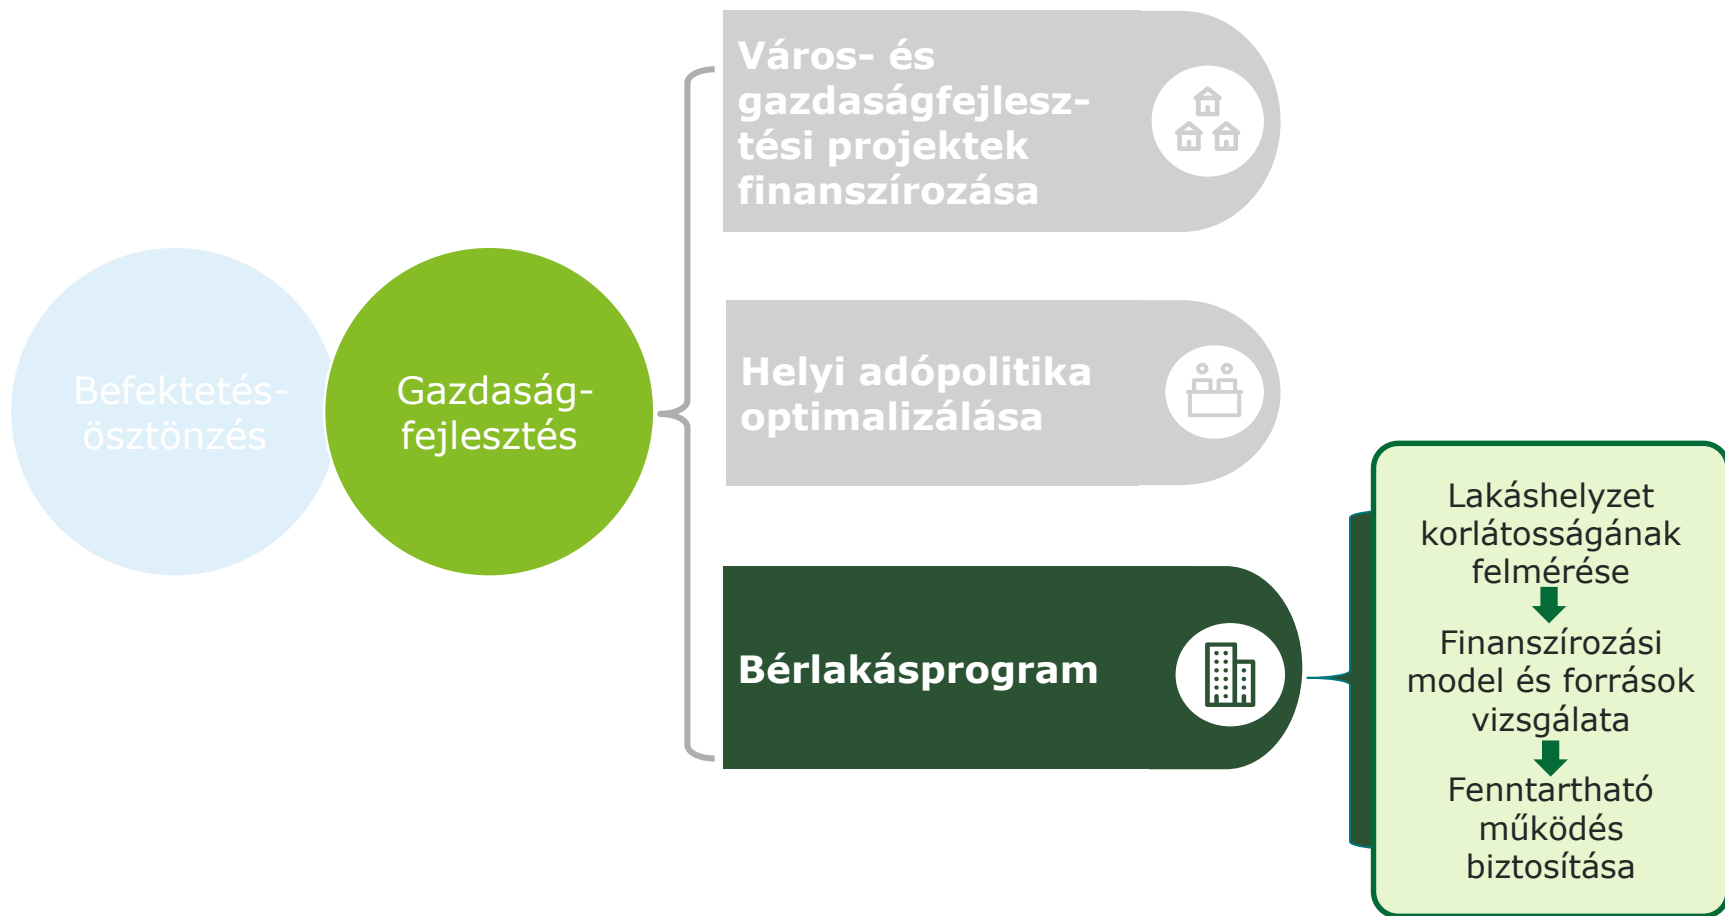 Befektetés-
ösztönzés
Gazdaság-
fejlesztés
Város- és
gazdaságfejlesz-
tési projektek
finanszírozása
Helyi adópolitika
optimalizálása
Bérlakásprogram
Lakáshelyzet
korlátosságának
felmérése
Finanszírozási
model és források
vizsgálata
Fenntartható
működés
biztosítása